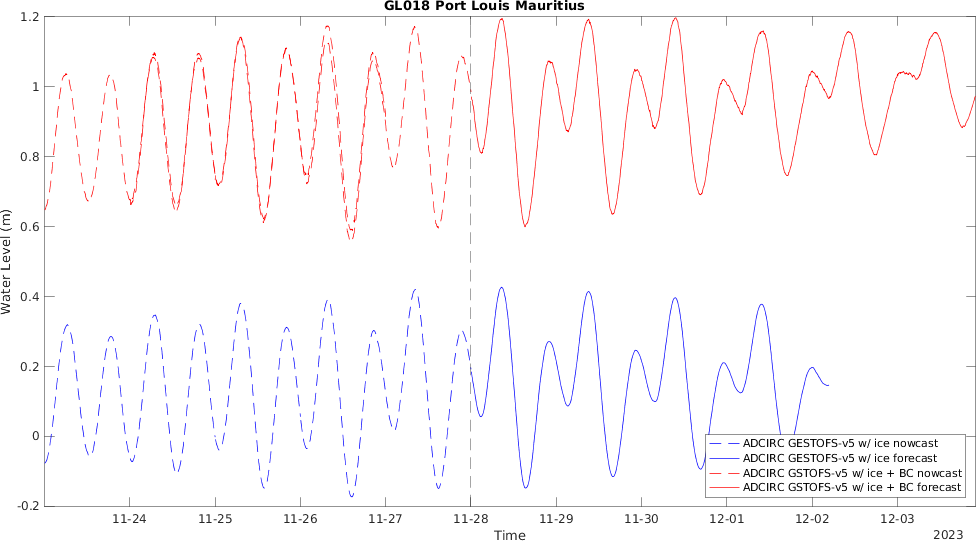 GL018 Port Louis Mauritius
1.2
1
0.8
0.6
0.4
0.2
0
-0.2
Water Level (m)
ADCIRC GESTOFS-v5 w/ ice nowcast
ADCIRC GESTOFS-v5 w/ ice forecast
ADCIRC GSTOFS-v5 w/ ice + BC nowcast
ADCIRC GSTOFS-v5 w/ ice + BC forecast
11-24 11-25 11-26 11-27 11-28 11-29 11-30 12-01 12-02 12-03
Time
2023